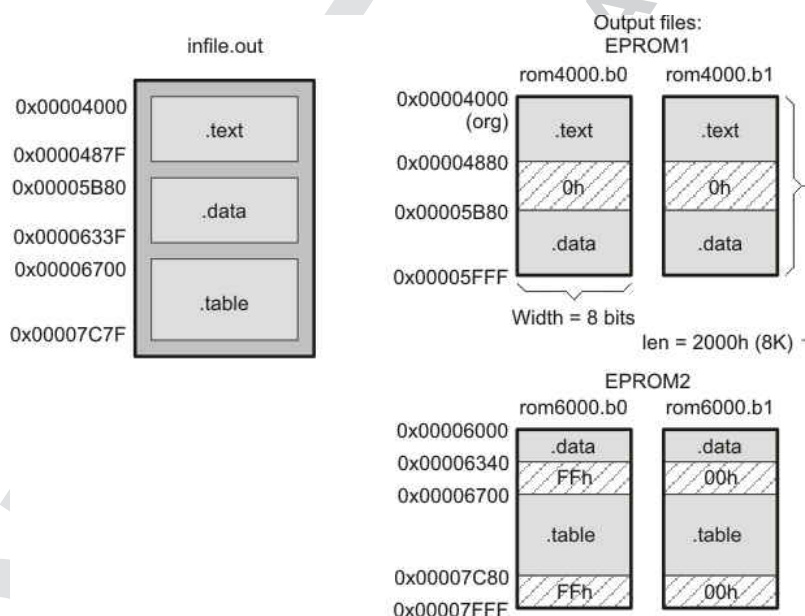 infile.out
0x00004000
.text
0x0000487F
0x00005B80
.data
0x0000633F
0x00006700
.table
0x00007C7F
Output files:
EPROM1
rom4000.b0
rom4000.b1
0x00004000
(org)
.text
.text
0x00004880
0h
0h
0x00005B80
.data
.data
0x00005FFF
Width = 8 bits
len = 2000h (8K)
EPROM2
rom6000.b0
rom6000.b1
0x00006000
.data
.data
0x00006340
FFh
00h
0x00006700
.table
.table
0x00007C80
FFh
00h
0x00007FFF